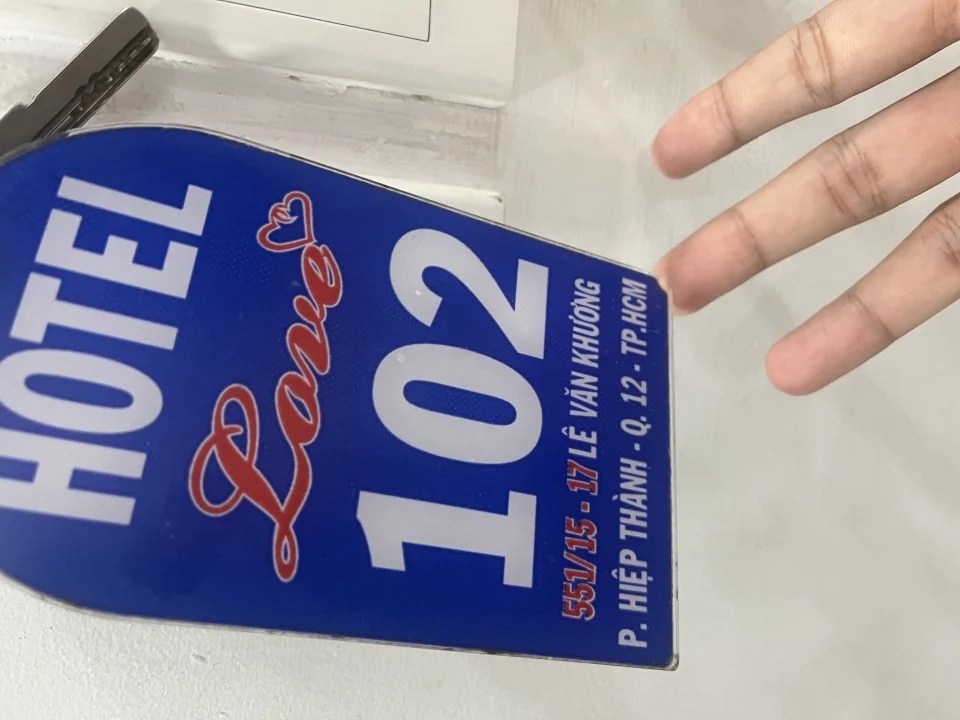 HOTEL
Love
102
551/15 - 17 LÊ VĂN KHƯƠNG
P. HIỆP THÀNH - Q. 12 - TP.HCM